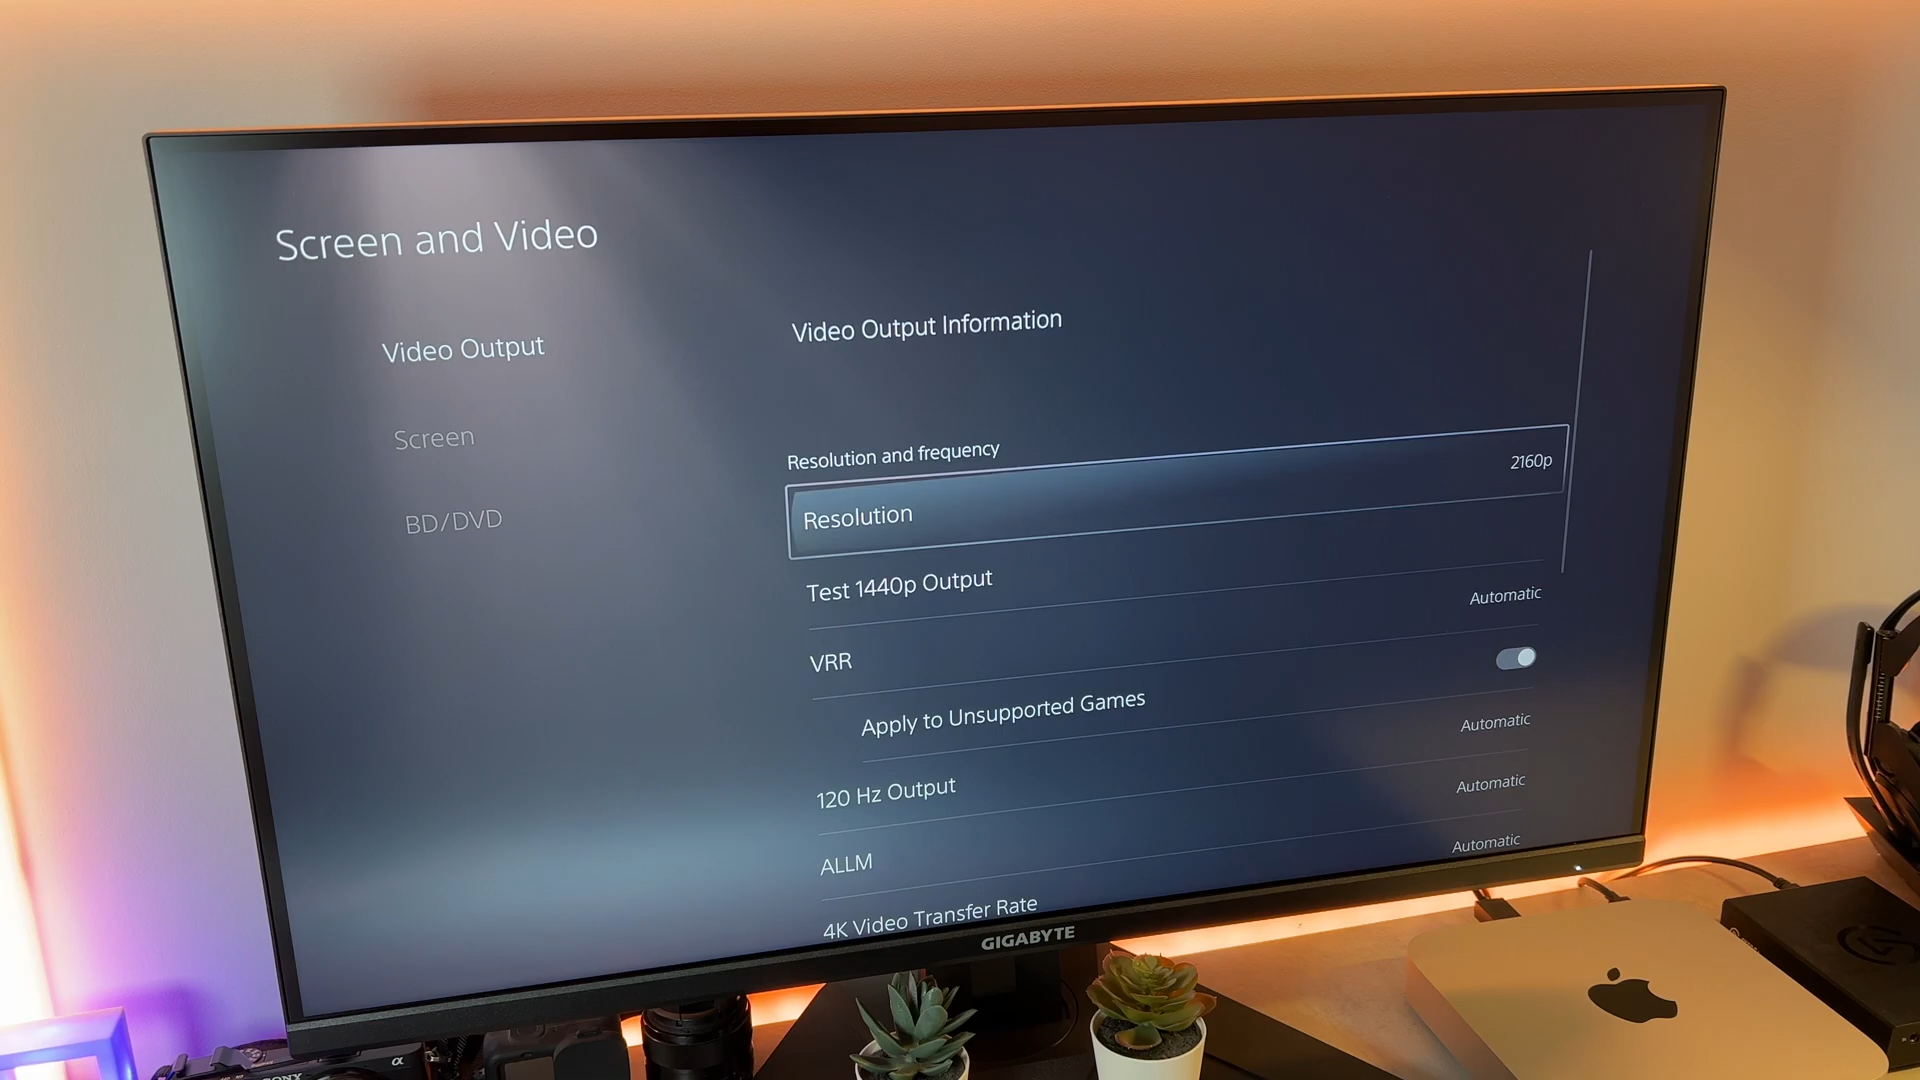 Screen and Video
Video Output
Screen
BD/DVD
Video Output Information
Resolution and frequency
Resolution 2160p
Test 1440p Output
VRR Automatic
Apply to Unsupported Games
120 Hz Output Automatic
ALLM Automatic
4K Video Transfer Rate Automatic
GIGABYTE
SONY
α